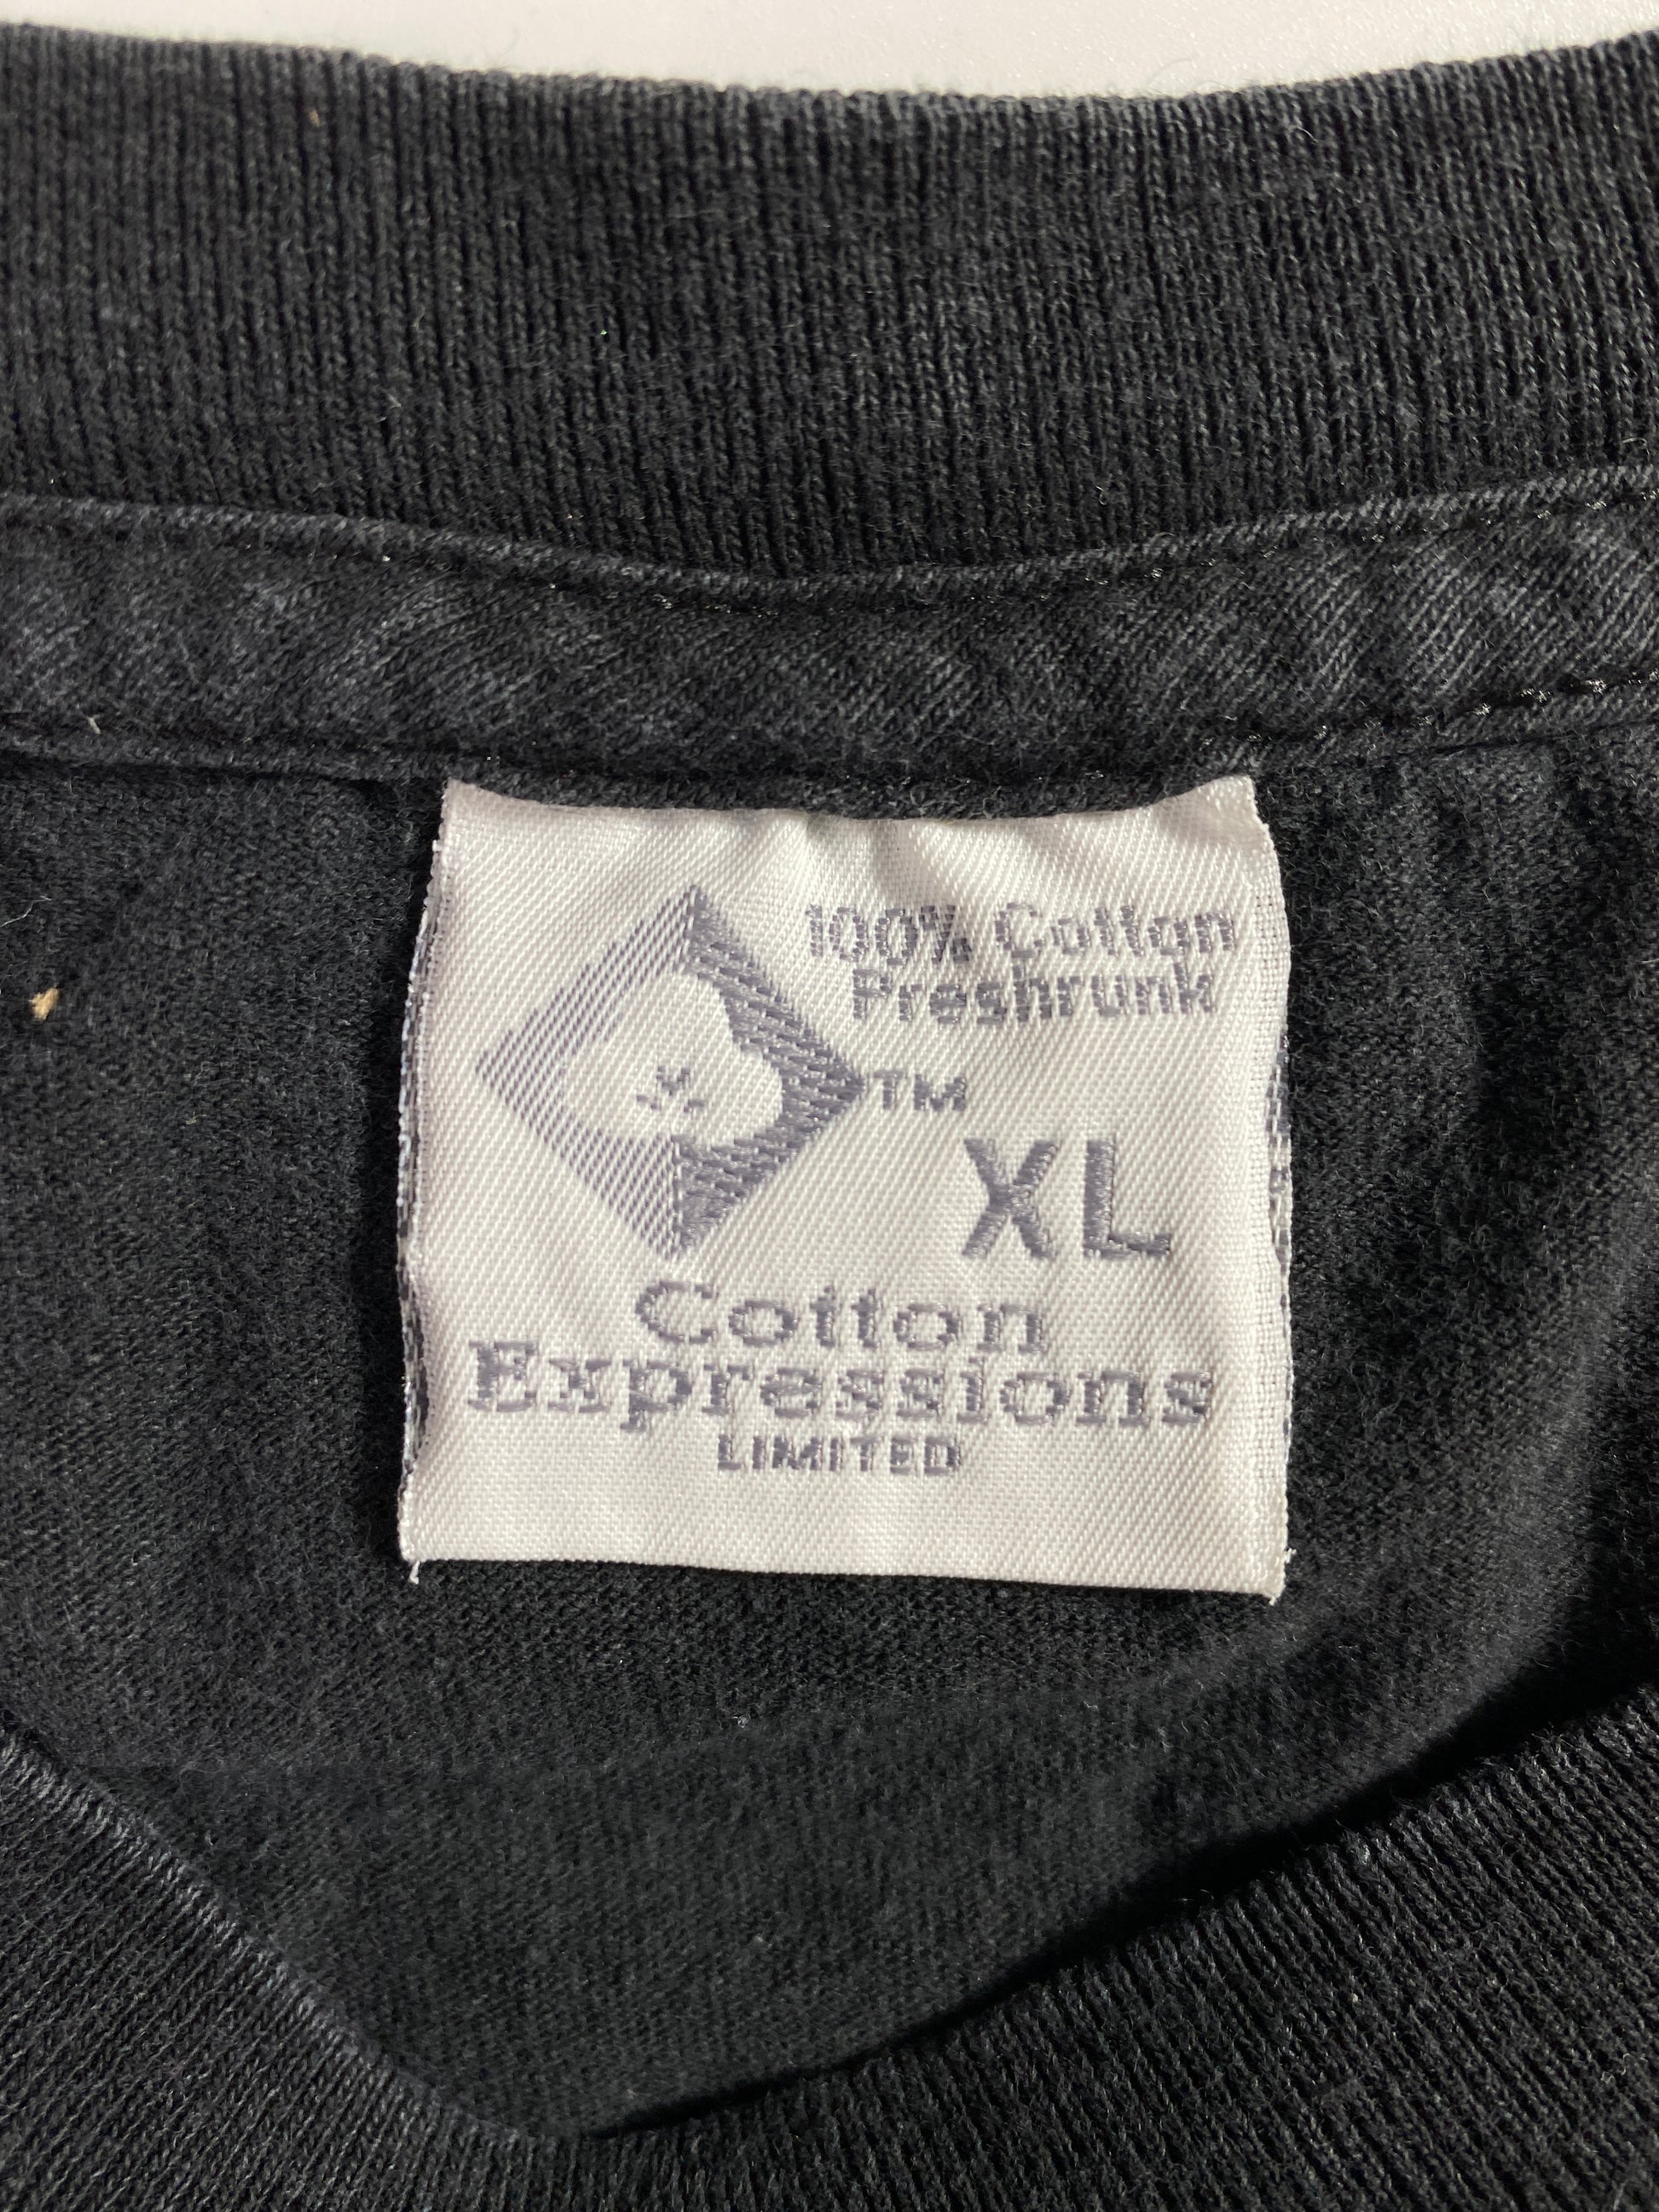 100% Cotton
Preshrunk
TM
XL
Cotton
Expressions
LIMITED